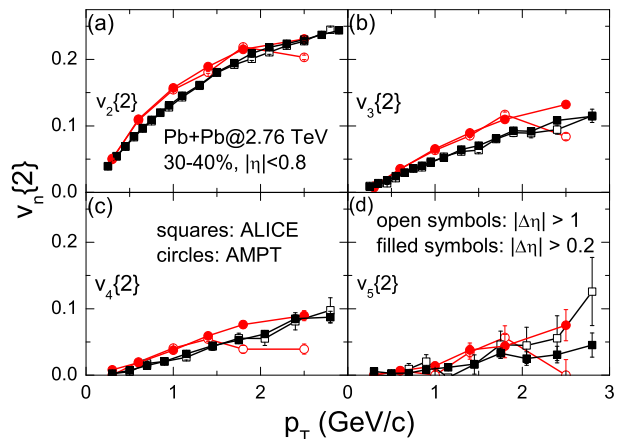 (a)
(b)
0.2
v2{2}
v3{2}
0.1
Pb+Pb@2.76 TeV
30-40%, |η|<0.8
0.0
vn{2}
(c)
(d)
squares: ALICE
circles: AMPT
open symbols: |Δη| > 1
filled symbols: |Δη| > 0.2
0.2
v4{2}
v5{2}
0.1
0.0
0 1 2 0 1 2 3
pT (GeV/c)